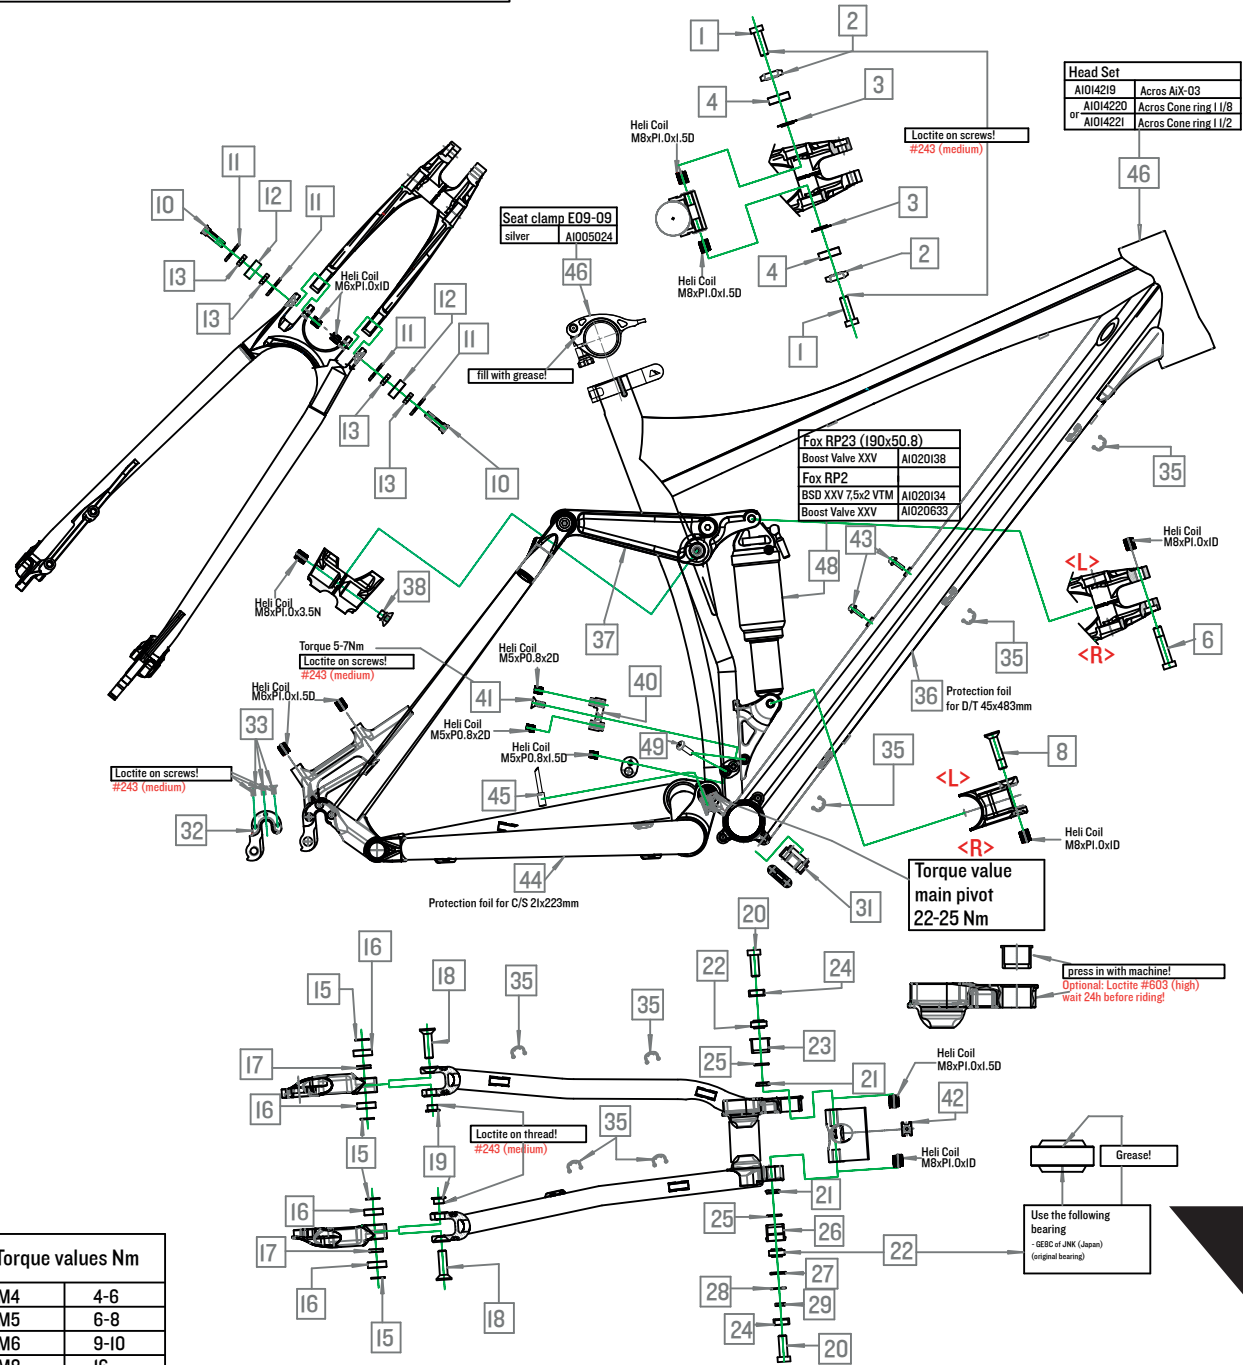 1
2
3
4
Heli Coil
M8xP1.0x1.5D
Loctite on screws!
#243 (medium)
Head Set
A1014219 Acros AiX-03
or A1014220 Acros Cone ring 1 1/8
A1014221 Acros Cone ring 1 1/2
46
11
12
11
10
13
13
Heli Coil
M6xP1.0x1D
Seat clamp E09-09
silver A1005024
46
3
4
2
Heli Coil
M8xP1.0x1.5D
1
12
11
11
13
13
10
fill with grease!
Fox RP23 (190x50.8)
Boost Valve XXV A1020138
Fox RP2
BSD XXV 7,5x2 VTM A1020134
Boost Valve XXV A1020633
35
43
48
Heli Coil
M8xP1.0x1D
<L>
<R>
6
Heli Coil
M8xP1.0x3.5N
38
37
35
36
Protection foil
for D/T 45x483mm
Torque 5-7Nm
Loctite on screws!
#243 (medium)
Heli Coil
M5xP0.8x2D
41
40
Heli Coil
M5xP0.8x2D
Heli Coil
M5xP0.8x1.5D
49
45
Heli Coil
M6xP1.0x1.5D
33
Loctite on screws!
#243 (medium)
32
35
8
<L>
<R>
Heli Coil
M8xP1.0x1D
Torque value
main pivot
22-25 Nm
44
Protection foil for C/S 21x223mm
31
20
22
24
press in with machine!
Optional: Loctite #603 (high)
wait 24h before riding!
16
15
18
35
35
17
16
15
23
25
21
Heli Coil
M8xP1.0x1.5D
42
Loctite on thread!
#243 (medium)
35
19
15
Heli Coil
M8xP1.0x1D
Grease!
16
17
16
15
18
21
25
26
22
27
28
29
24
20
Use the following
bearing
- GE8C of JNK (Japan)
(original bearing)
Torque values Nm
M4 4-6
M5 6-8
M6 9-10
M8 16